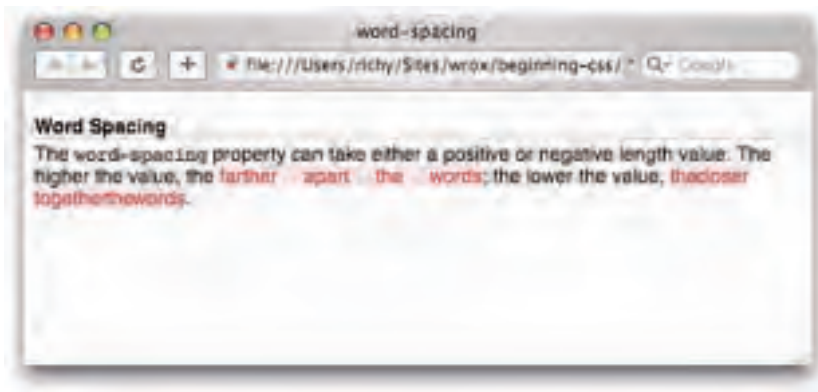 word-spacing
file:///Users/richy/Sites/wrox/beginning-css/ Google
Word Spacing
The word-spacing property can take either a positive or negative length value. The
higher the value, the farther apart the words; the lower the value, thecloser
togetherthewords.